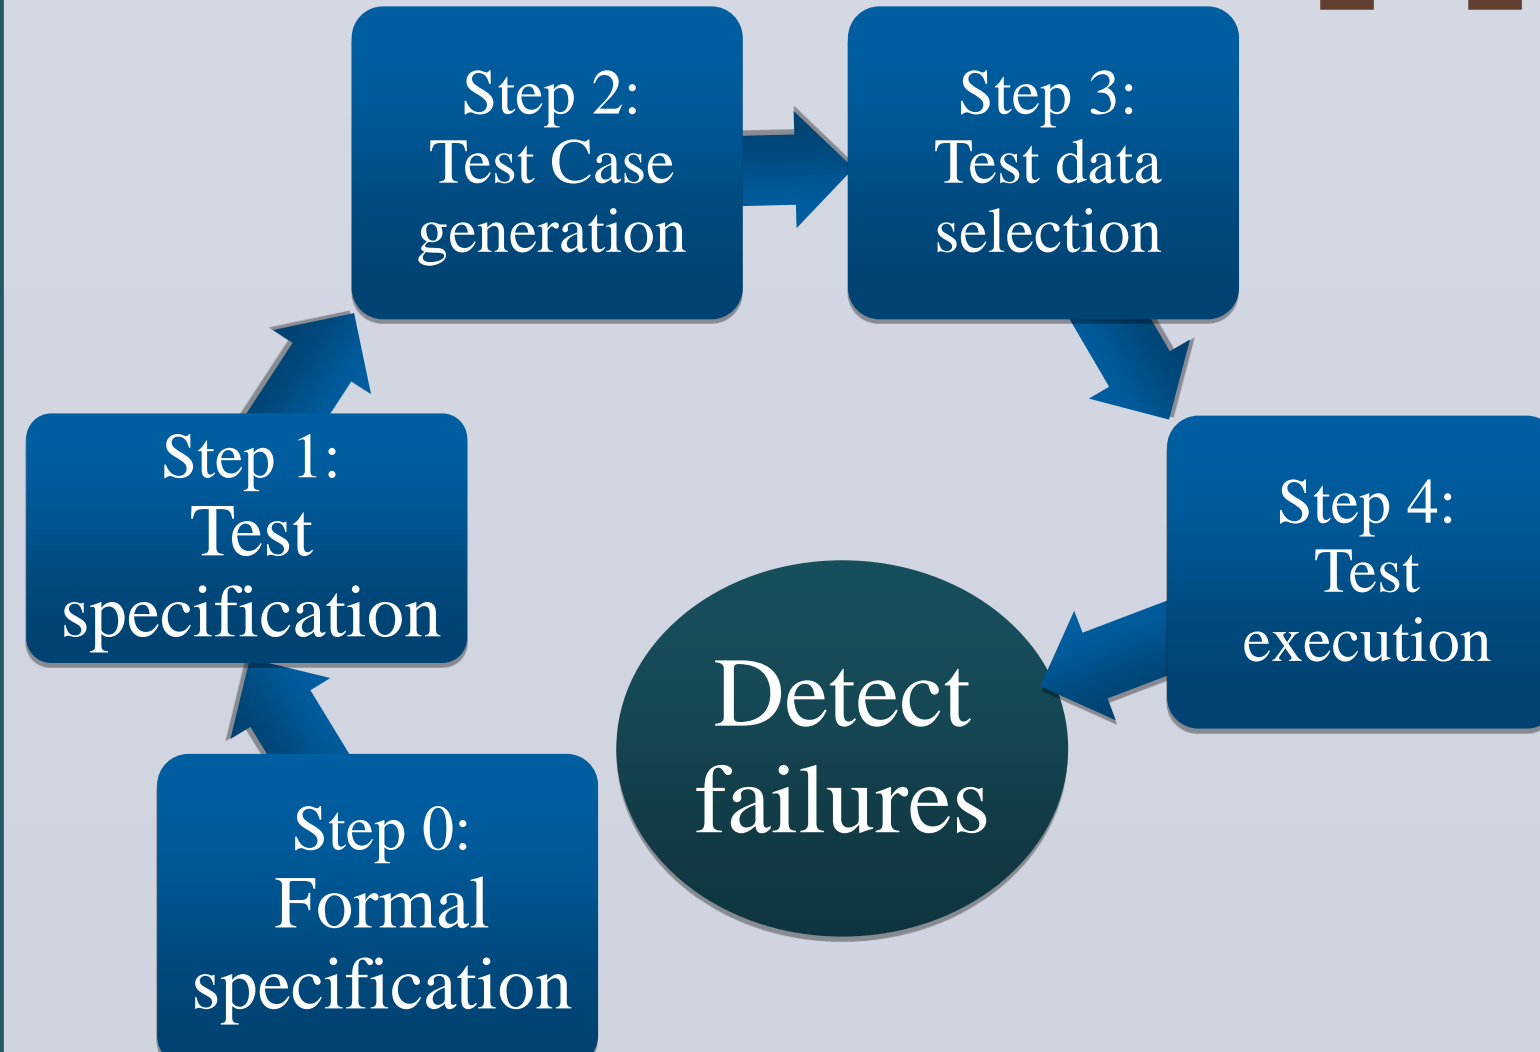 Step 2:
Test Case
generation
Step 3:
Test data
selection
Step 1:
Test
specification
Step 4:
Test
execution
Detect
failures
Step 0:
Formal
specification